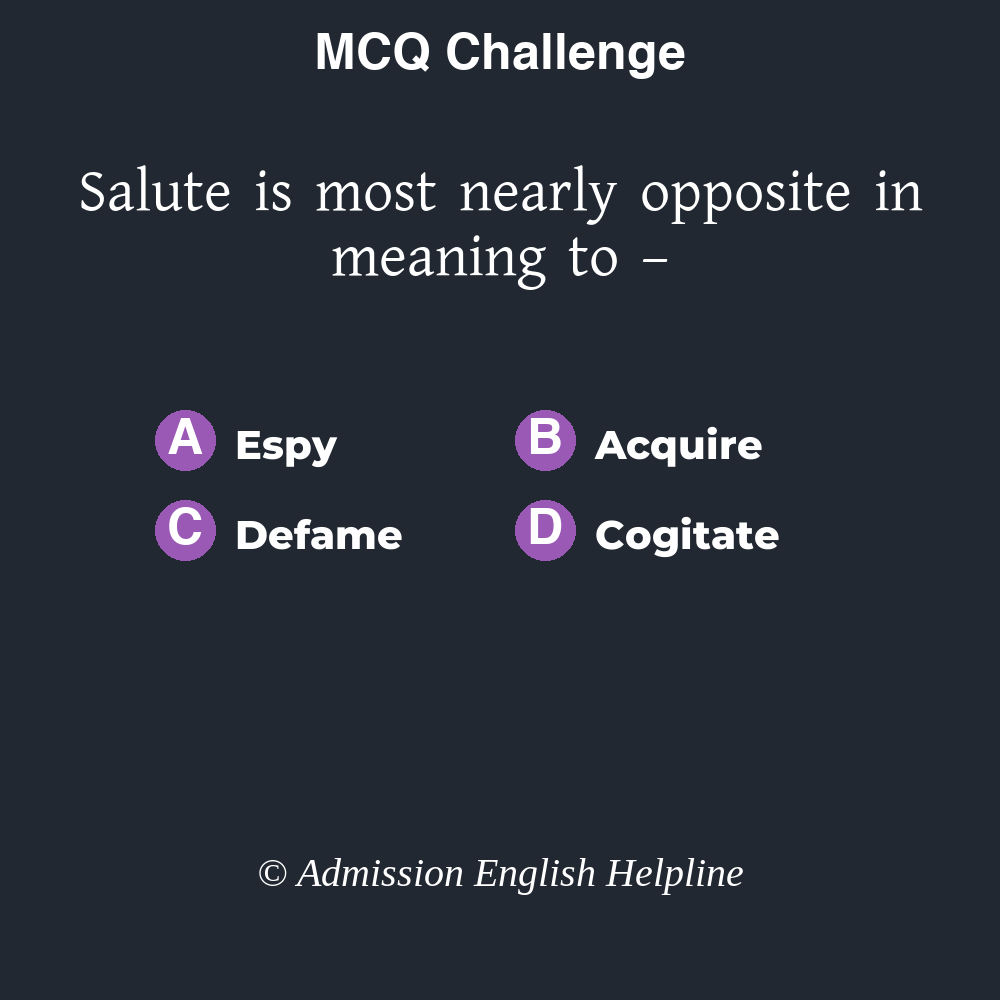 MCQ Challenge
Salute is most nearly opposite in
meaning to –
A Espy B Acquire
C Defame D Cogitate
© Admission English Helpline